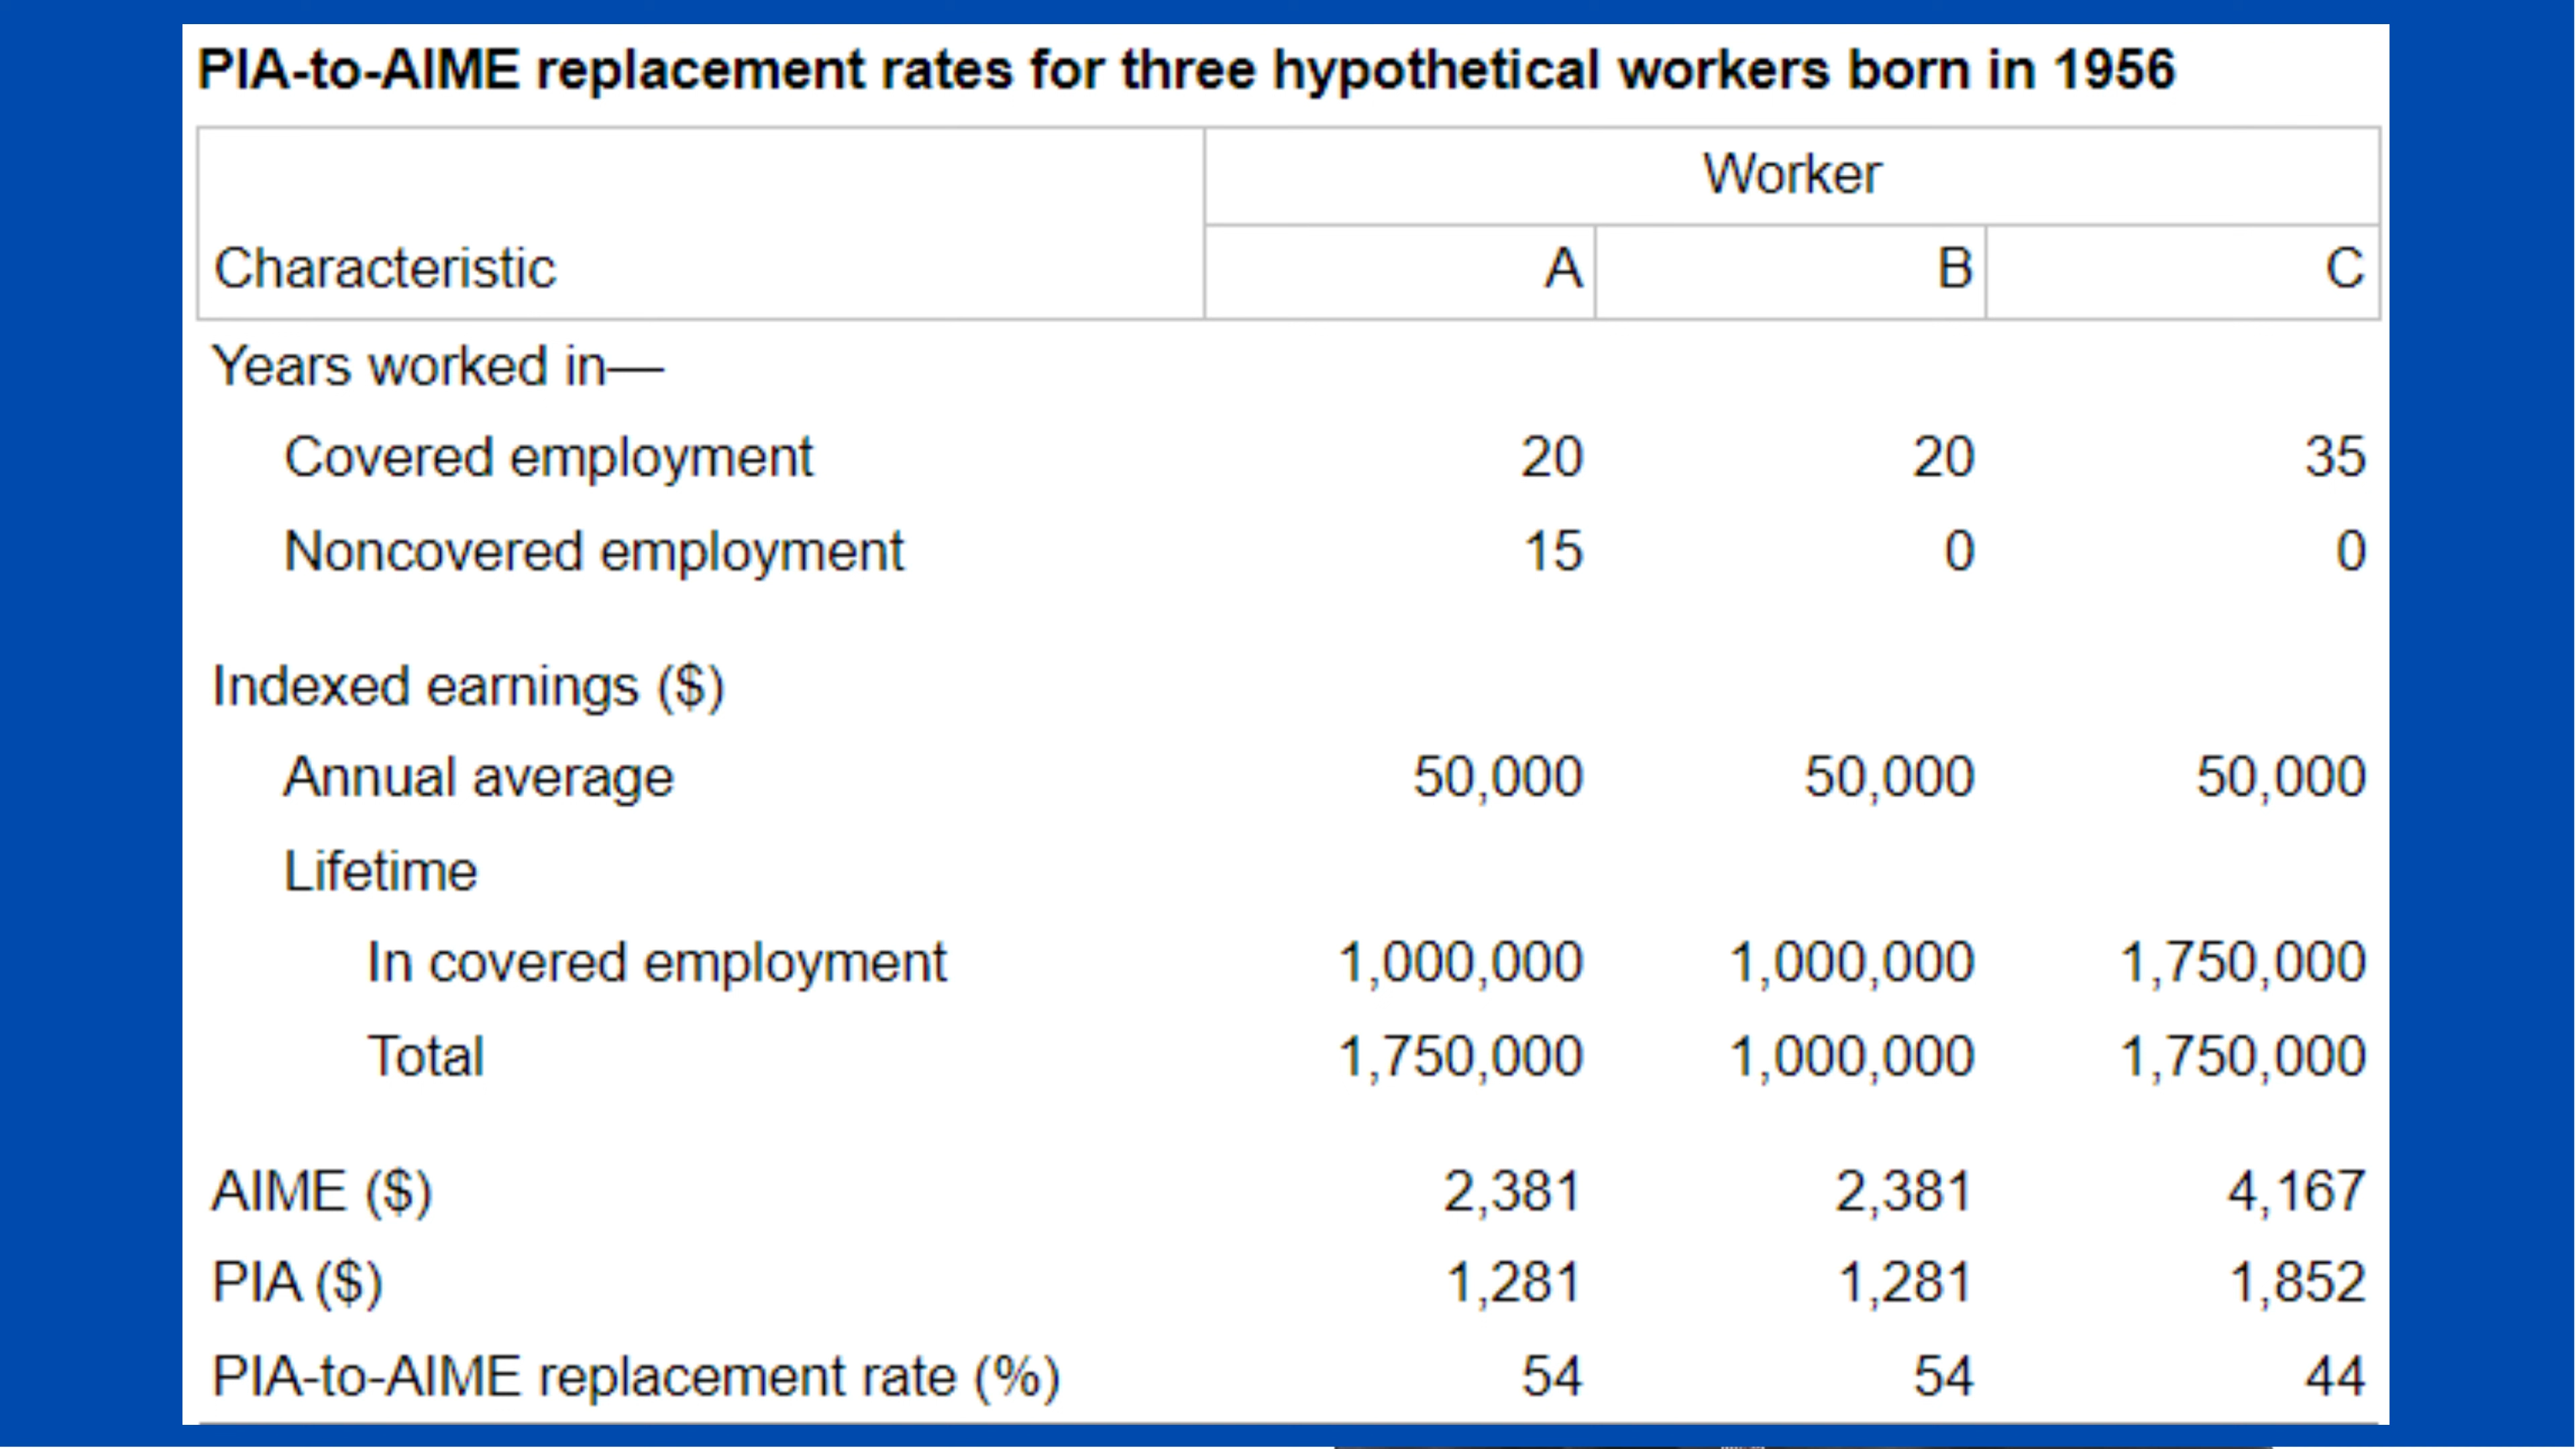 PIA-to-AIME replacement rates for three hypothetical workers born in 1956
Worker
Characteristic A B C
Years worked in—
Covered employment 20 20 35
Noncovered employment 15 0 0
Indexed earnings ($)
Annual average 50,000 50,000 50,000
Lifetime
In covered employment 1,000,000 1,000,000 1,750,000
Total 1,750,000 1,000,000 1,750,000
AIME ($) 2,381 2,381 4,167
PIA ($) 1,281 1,281 1,852
PIA-to-AIME replacement rate (%) 54 54 44